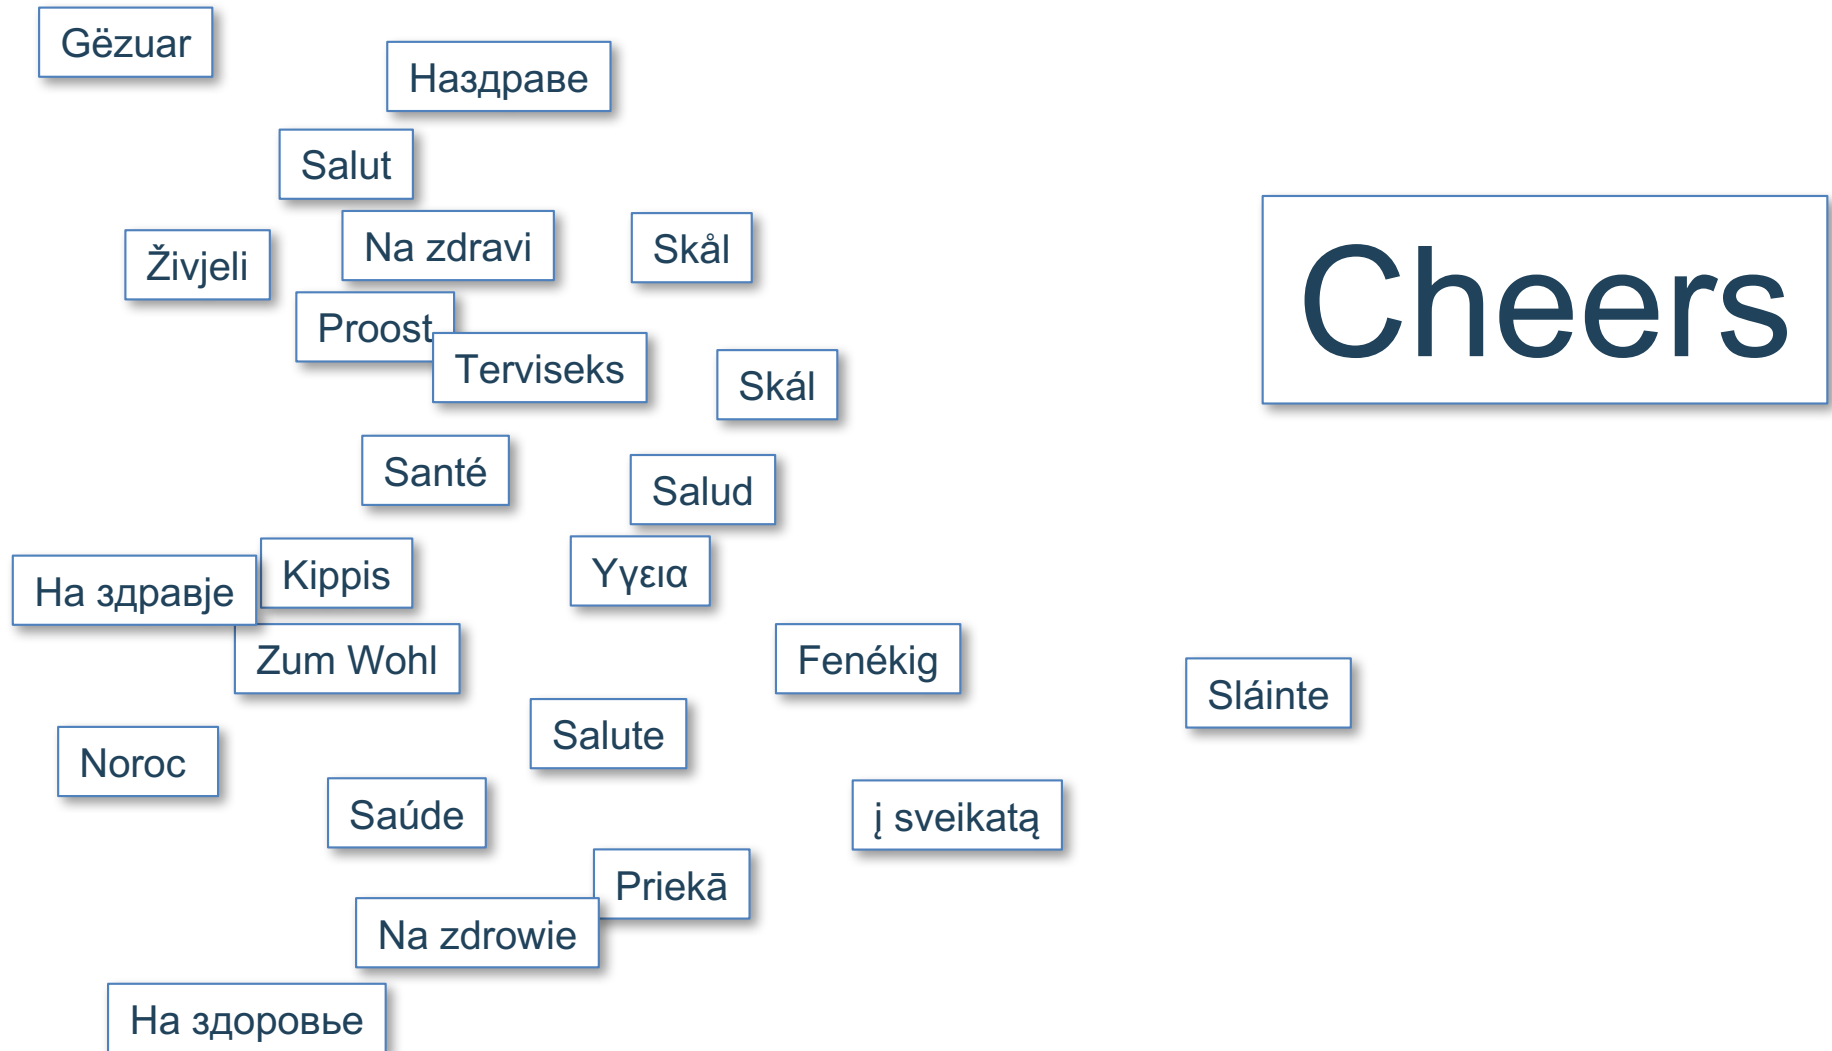 Gëzuar
Наздраве
Salut
Na zdravi
Skål
Živjeli
Cheers
Proost
Terviseks
Skál
Santé
Salud
Kippis
Υγεια
На здравје
Zum Wohl
Fenékig
Sláinte
Salute
Noroc
Saúde
į sveikatą
Priekā
Na zdrowie
На здоровье